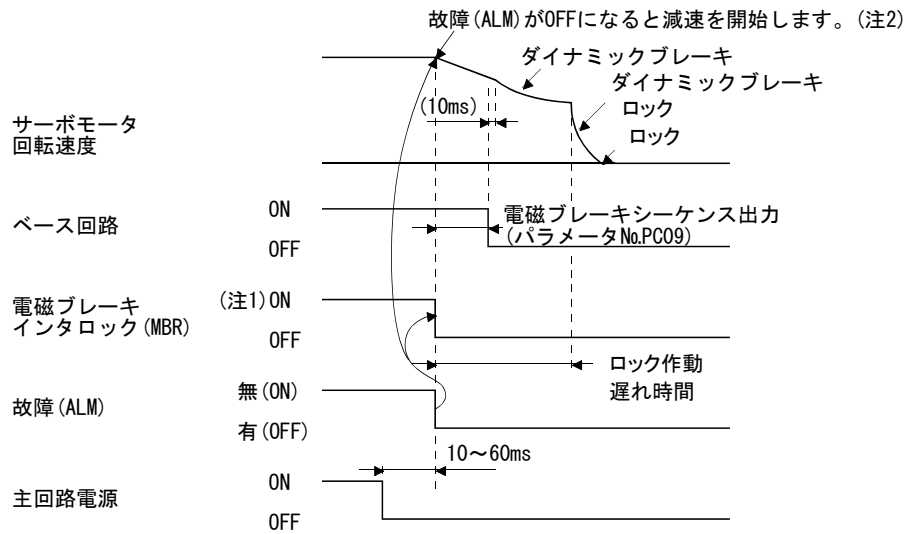 故障(ALM)がOFFになると減速を開始します。(注2)
ダイナミックブレーキ
ダイナミックブレーキ
ロック
ロック
(10ms)
サーボモータ
回転速度
ベース回路
ON
OFF
電磁ブレーキシーケンス出力
(パラメータNo.PC09)
電磁ブレーキ
インタロック(MBR)
(注1)ON
OFF
ロック作動
遅れ時間
故障(ALM)
無(ON)
有(OFF)
10～60ms
主回路電源
ON
OFF